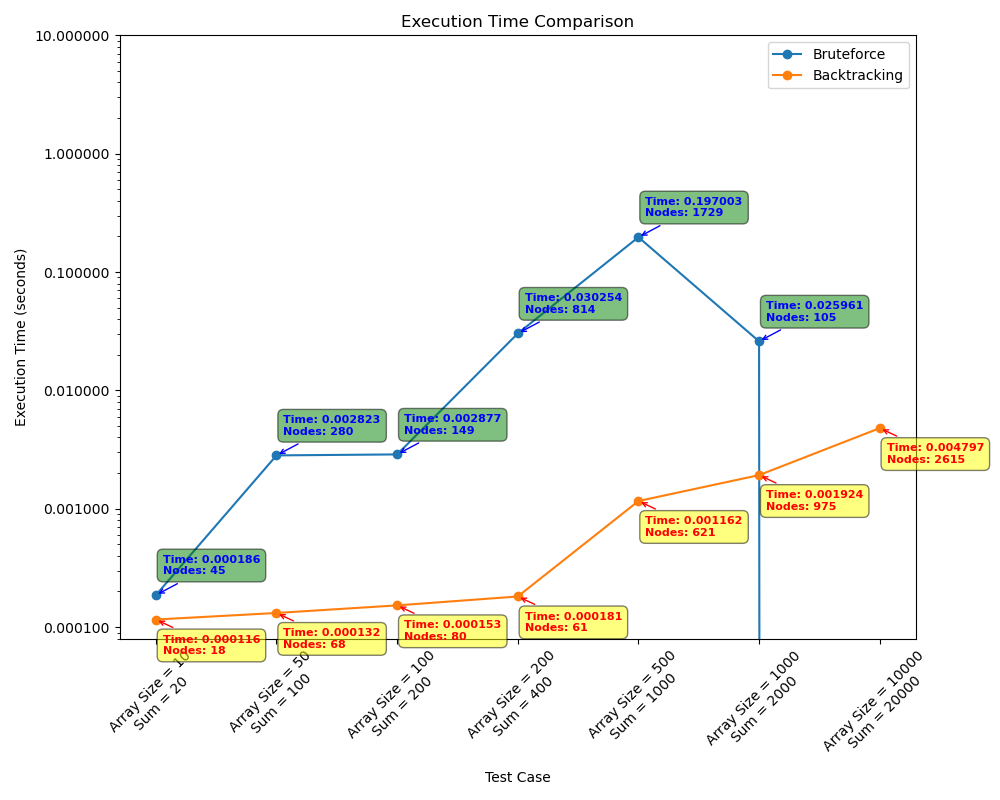 Execution Time Comparison
Execution Time (seconds)
10.000000
1.000000
0.100000
0.010000
0.001000
0.000100
Bruteforce
Backtracking
Time: 0.000186
Nodes: 45
Time: 0.002823
Nodes: 280
Time: 0.002877
Nodes: 149
Time: 0.030254
Nodes: 814
Time: 0.197003
Nodes: 1729
Time: 0.025961
Nodes: 105
Time: 0.000116
Nodes: 18
Time: 0.000132
Nodes: 68
Time: 0.000153
Nodes: 80
Time: 0.000181
Nodes: 61
Time: 0.001162
Nodes: 621
Time: 0.001924
Nodes: 975
Time: 0.004797
Nodes: 2615
Array Size = 10
Sum = 20
Array Size = 50
Sum = 100
Array Size = 100
Sum = 200
Array Size = 200
Sum = 400
Array Size = 500
Sum = 1000
Array Size = 1000
Sum = 2000
Array Size = 10000
Sum = 20000
Test Case